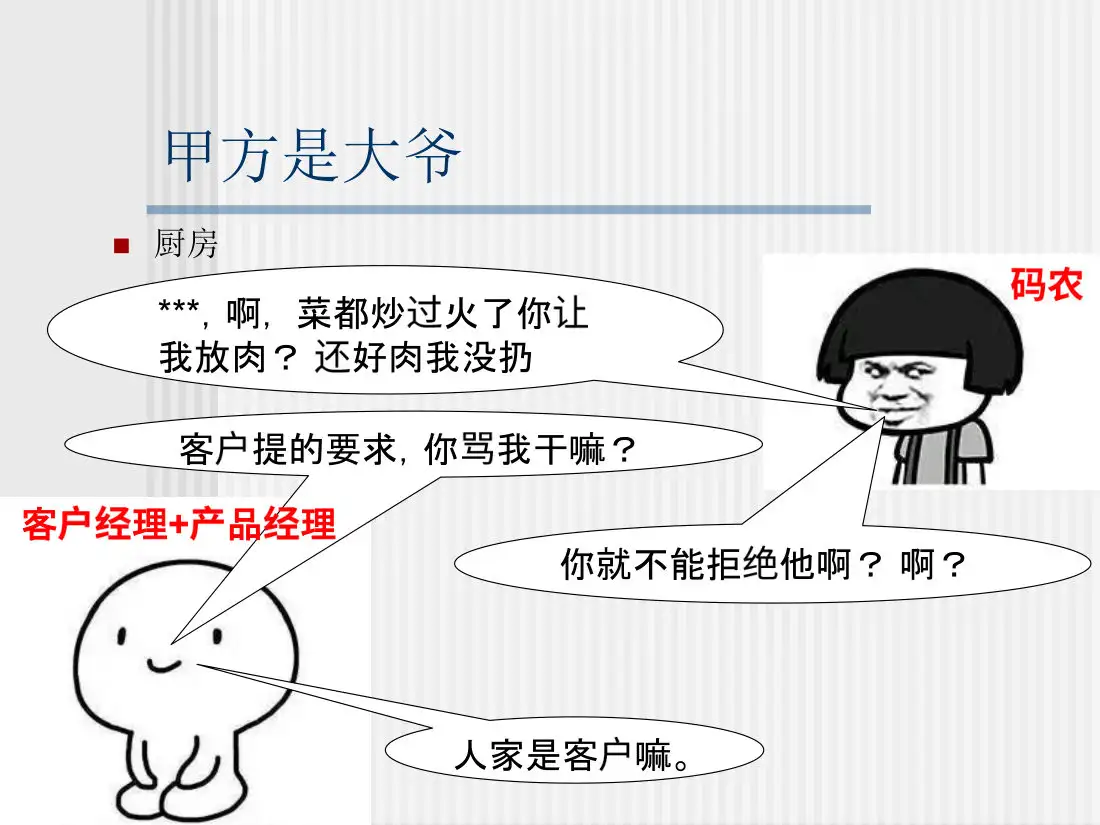 甲方是大爷
厨房
***, 啊, 菜都炒过火了你让
我放肉？ 还好肉我没扔
码农
客户提的要求, 你骂我干嘛？
客户经理+产品经理
你就不能拒绝他啊？ 啊？
人家是客户嘛。